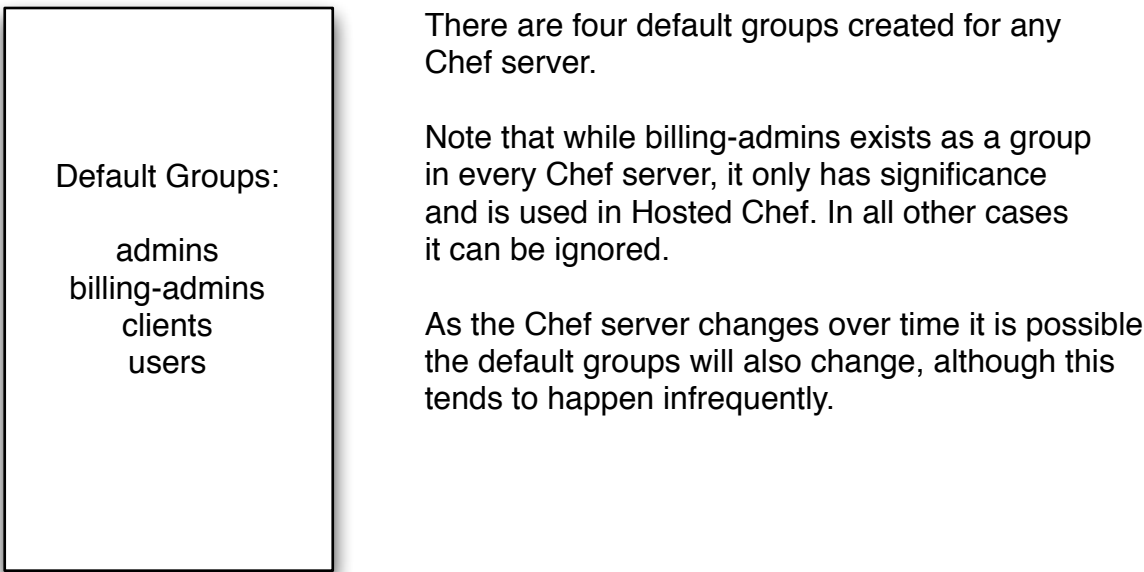 Default Groups:
admins
billing-admins
clients
users
There are four default groups created for any
Chef server.
Note that while billing-admins exists as a group
in every Chef server, it only has significance
and is used in Hosted Chef. In all other cases
it can be ignored.
As the Chef server changes over time it is possible
the default groups will also change, although this
tends to happen infrequently.